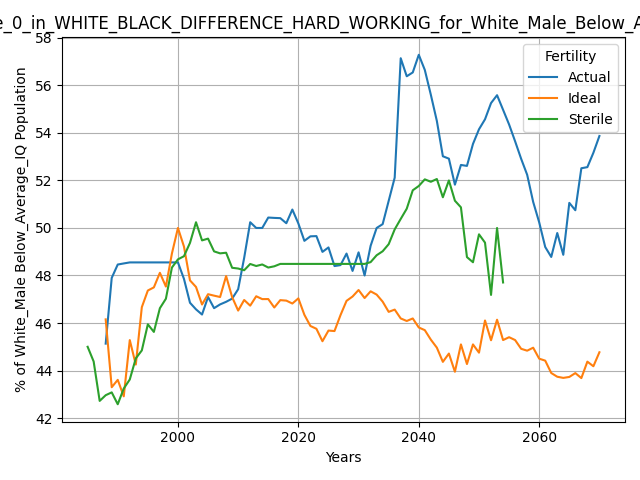 e_0_in_WHITE_BLACK_DIFFERENCE_HARD_WORKING_for_White_Male_Below_A
% of White_Male Below_Average_IQ Population
58
56
54
52
50
48
46
44
42
Fertility
Actual
Ideal
Sterile
2000
2020
2040
2060
Years